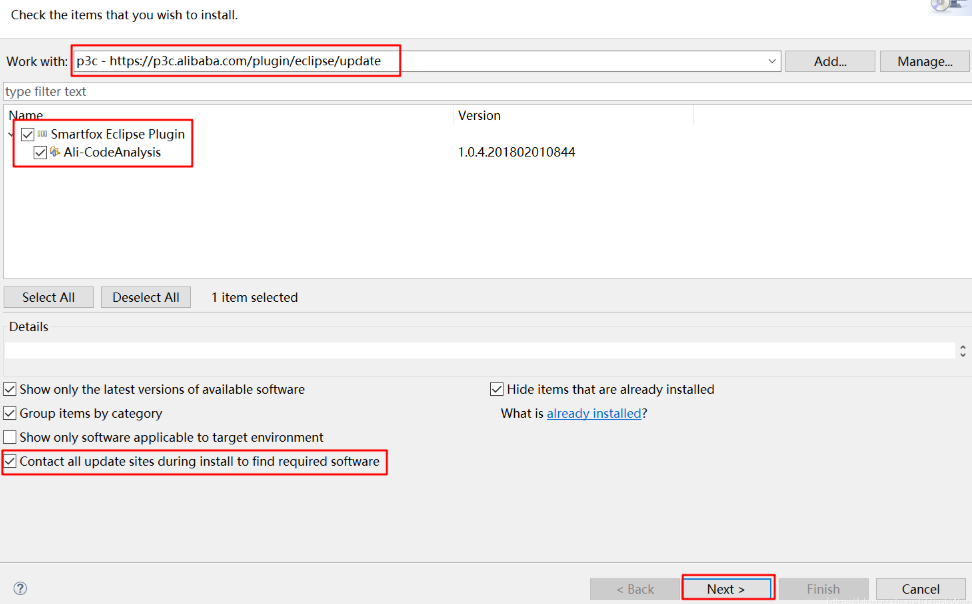 Check the items that you wish to install.
Work with: p3c - https://p3c.alibaba.com/plugin/eclipse/update Add... Manage...
type filter text
Name Version
Smartfox Eclipse Plugin
Ali-CodeAnalysis 1.0.4.201802010844
Select All Deselect All 1 item selected
Details
Show only the latest versions of available software Hide items that are already installed
Group items by category What is already installed?
Show only software applicable to target environment
Contact all update sites during install to find required software
? < Back Next > Finish Cancel